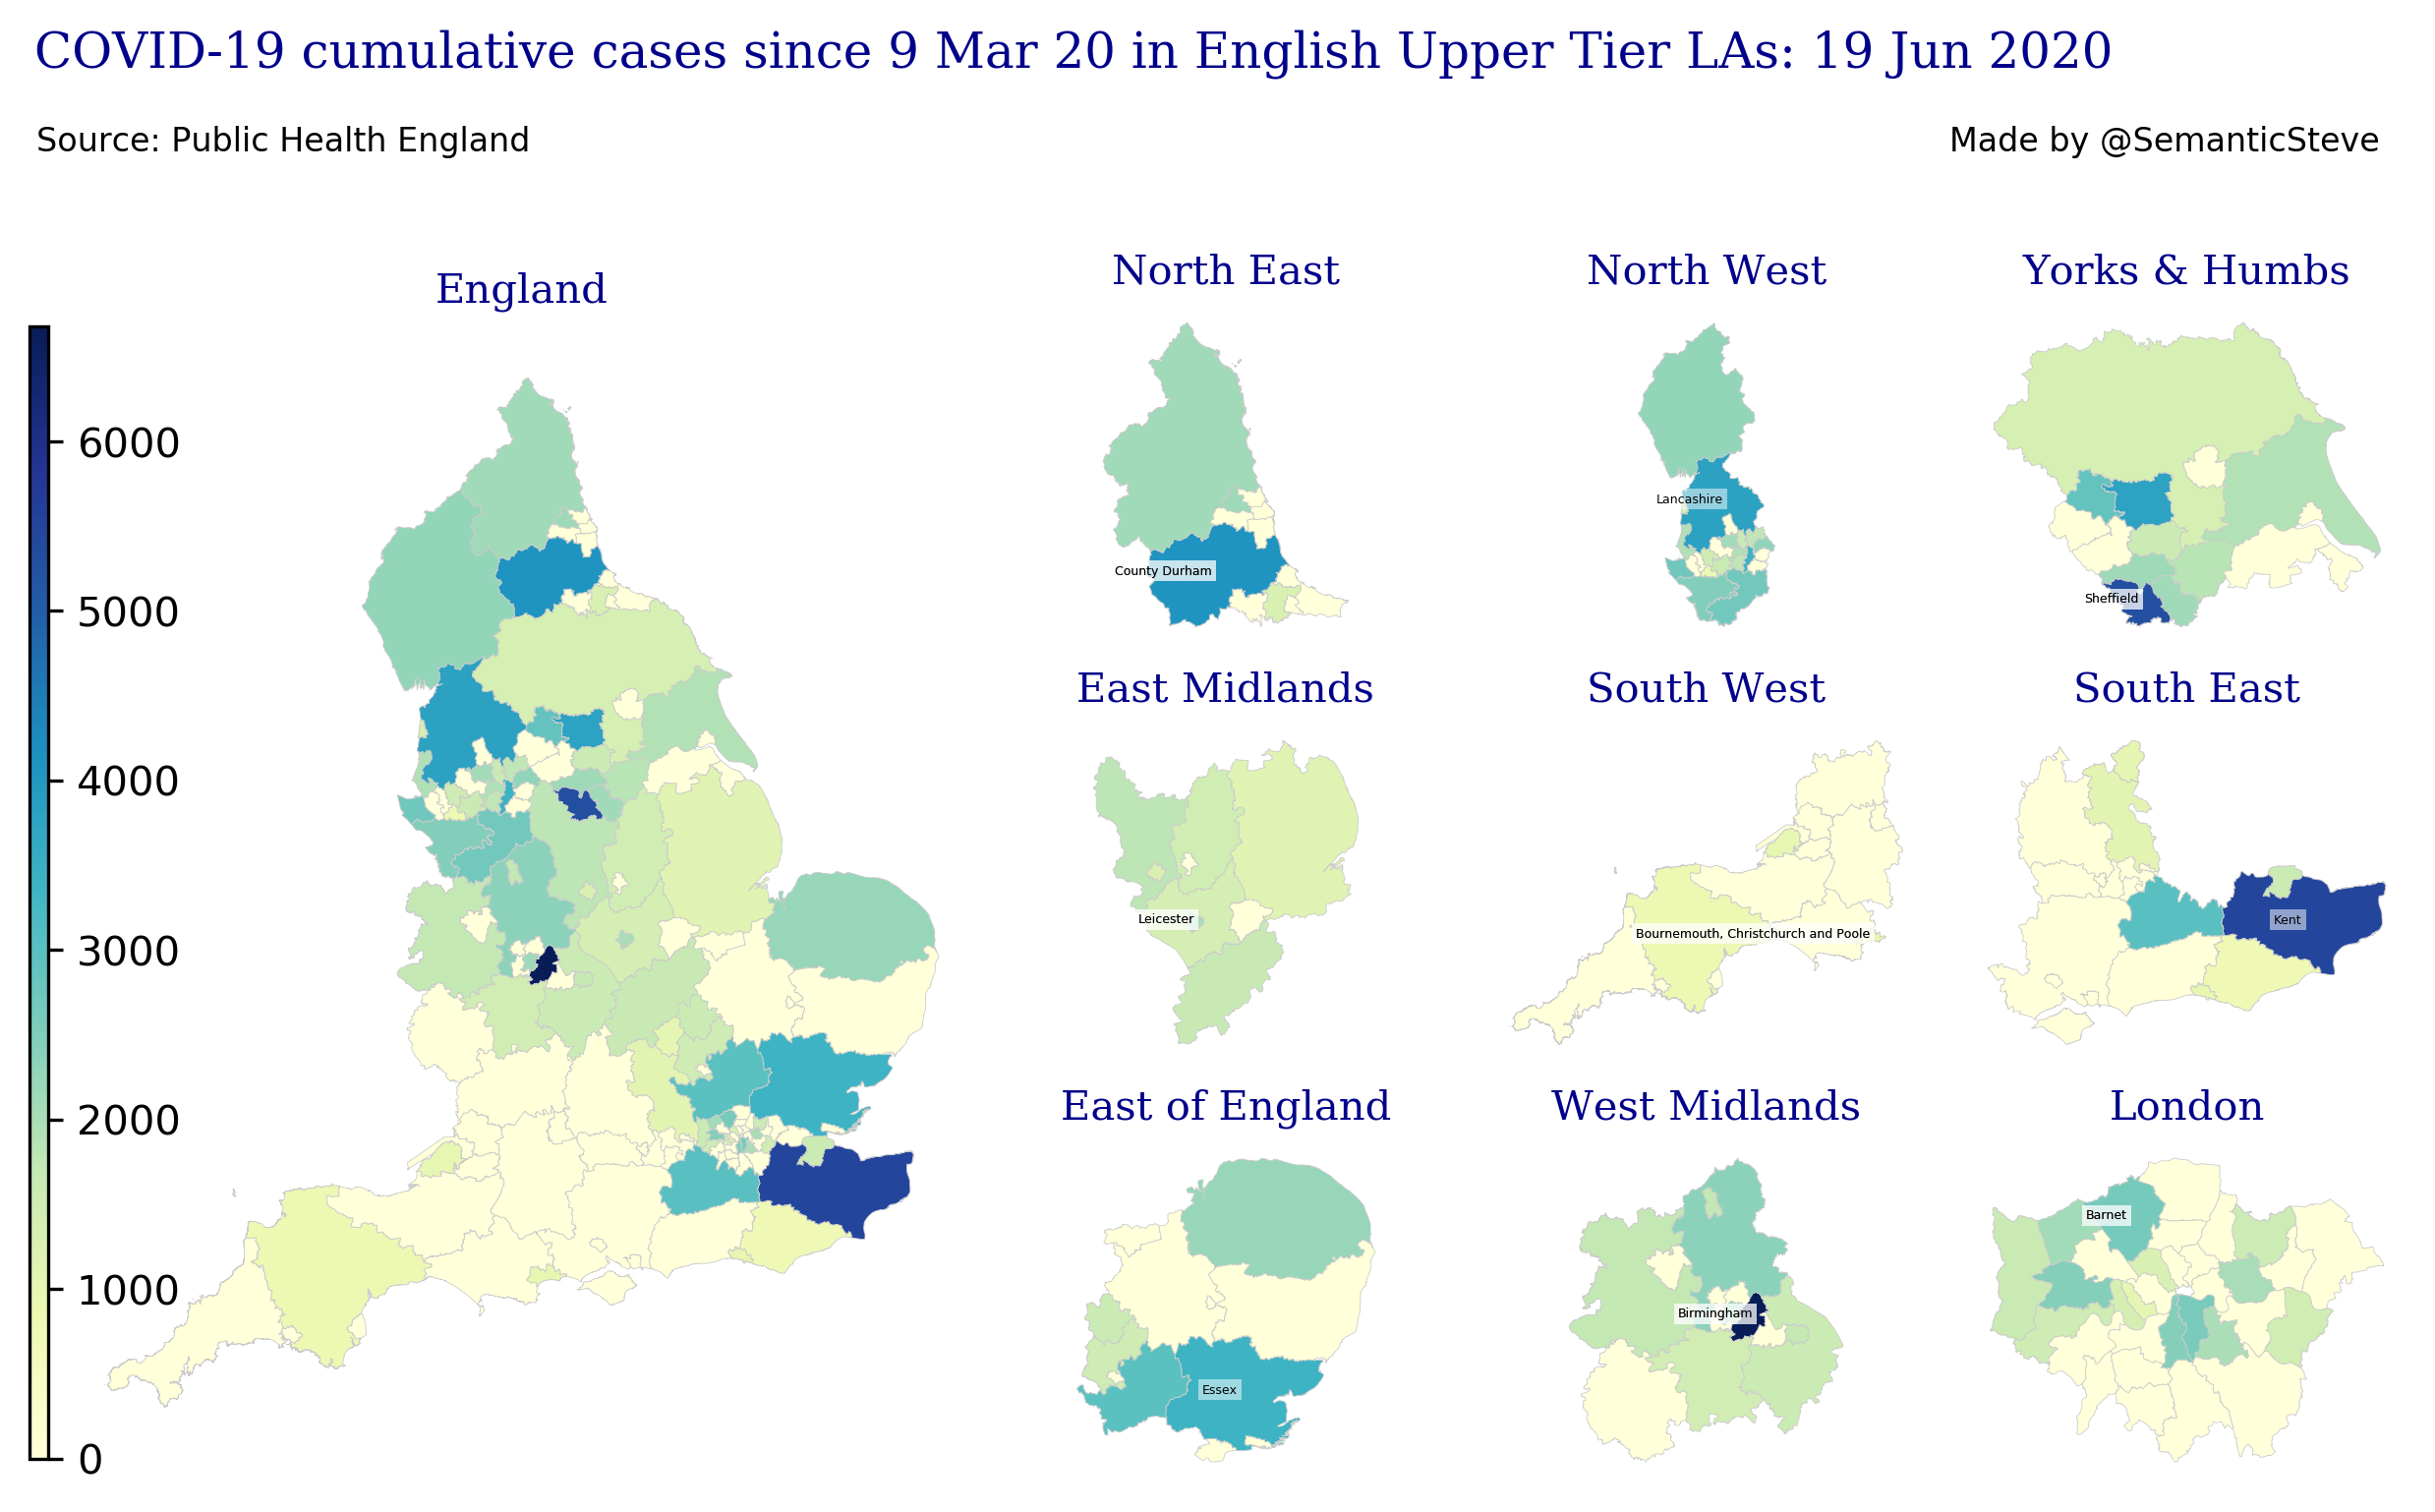 COVID-19 cumulative cases since 9 Mar 20 in English Upper Tier LAs: 19 Jun 2020
Source: Public Health England
Made by @SemanticSteve
England
6000
5000
4000
3000
2000
1000
0
North East
County Durham
North West
Lancashire
Yorks & Humbs
Sheffield
East Midlands
Leicester
South West
Bournemouth, Christchurch and Poole
South East
Kent
East of England
Essex
West Midlands
Birmingham
London
Barnet